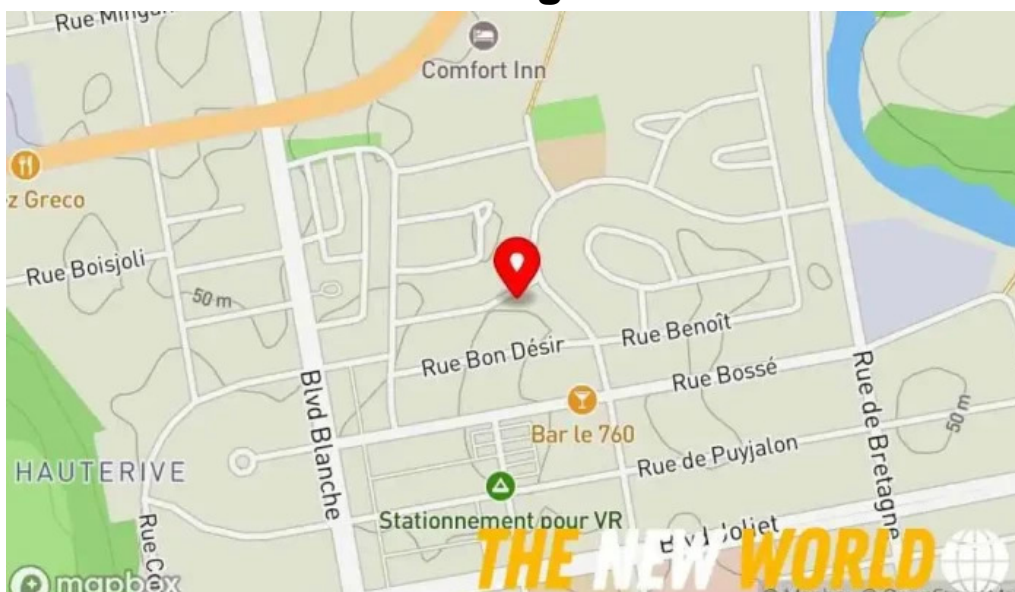 Rue Mingan
Comfort Inn
z Greco
Rue Boisjoli
50 m
Rue Benoît
Rue Bon Désir
Rue Bossé
Blvd Blanche
Rue de Bretagne
50 m
Bar le 760
Rue de Puyjalon
HAUTERIVE
Stationnement pour VR
Blvd Joliet
THE NEW WORLD
mapbox